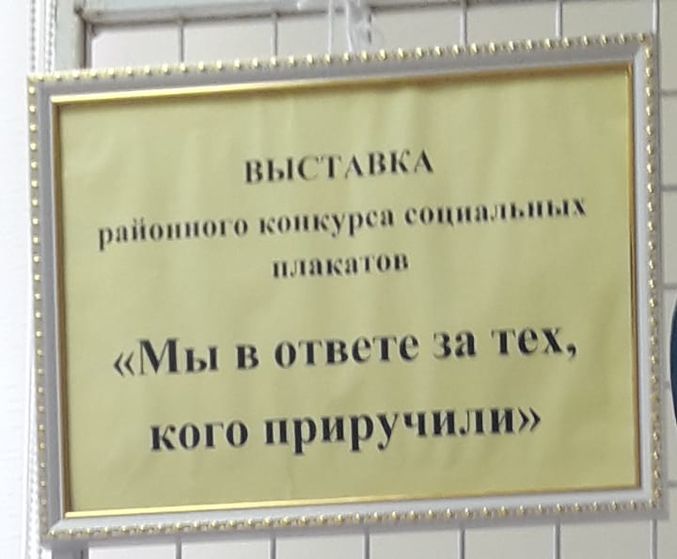 ВЫСТАВКА
районного конкурса социальных
плакатов
«Мы в ответе за тех,
кого приручили»